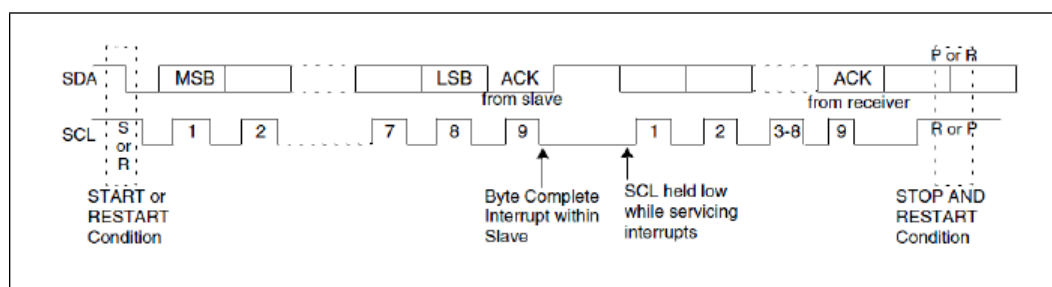 P or R
SDA MSB LSB ACK ACK
from slave from receiver
SCL S or R 1 2 7 8 9 1 2 3-8 9 R or P
START or
RESTART
Condition
Byte Complete
Interrupt within
Slave
SCL held low
while servicing
interrupts
STOP AND
RESTART
Condition